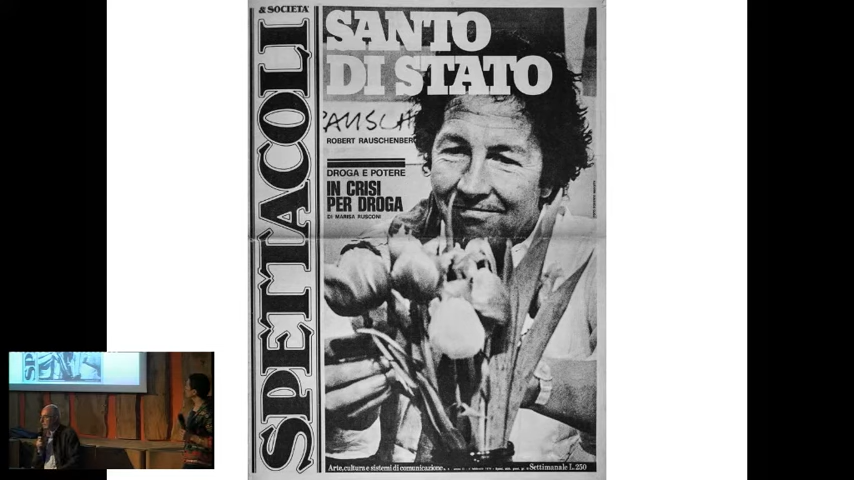 & SOCIETA'
SPETTACOLI
SANTO
DI STATO
ROBERT RAUSCHENBERG
DROGA E POTERE
IN CRISI
PER DROGA
DI MARISA RUSCONI
Arte, cultura e sistemi di comunicazione
Settimanale L. 250